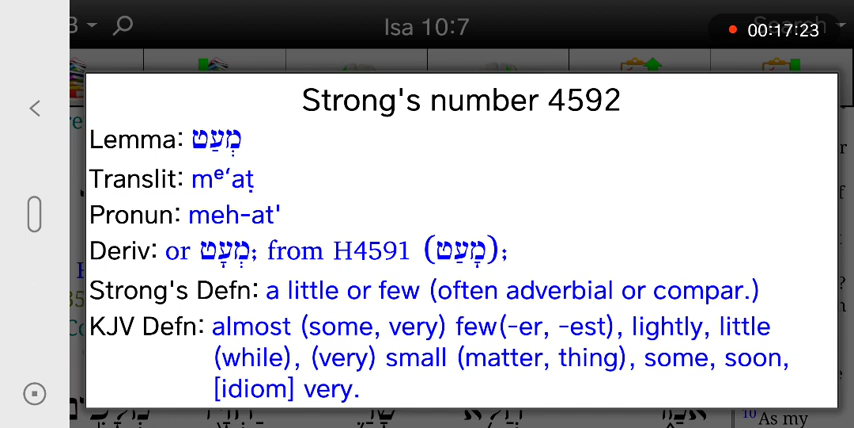 Isa 10:7
00:17:23
Strong's number 4592
Lemma: מְעַט
Translit: mᵉʻaṭ
Pronun: meh-at'
Deriv: or מְעָט; from H4591 (מָעַט);
Strong's Defn: a little or few (often adverbial or compar.)
KJV Defn: almost (some, very) few(-er, -est), lightly, little
(while), (very) small (matter, thing), some, soon,
[idiom] very.
10 As my